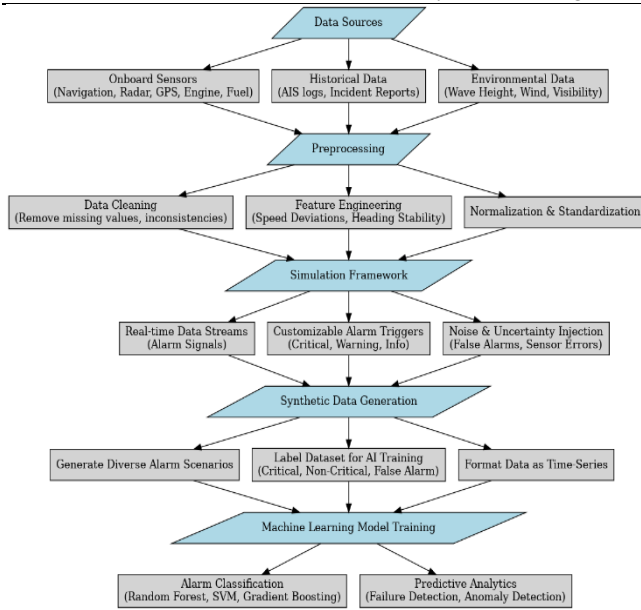 Data Sources
Onboard Sensors
(Navigation, Radar, GPS, Engine, Fuel)
Historical Data
(AIS logs, Incident Reports)
Environmental Data
(Wave Height, Wind, Visibility)
Preprocessing
Data Cleaning
(Remove missing values, inconsistencies)
Feature Engineering
(Speed Deviations, Heading Stability)
Normalization & Standardization
Simulation Framework
Real-time Data Streams
(Alarm Signals)
Customizable Alarm Triggers
(Critical, Warning, Info)
Noise & Uncertainty Injection
(False Alarms, Sensor Errors)
Synthetic Data Generation
Generate Diverse Alarm Scenarios
Label Dataset for AI Training
(Critical, Non-Critical, False Alarm)
Format Data as Time-Series
Machine Learning Model Training
Alarm Classification
(Random Forest, SVM, Gradient Boosting)
Predictive Analytics
(Failure Detection, Anomaly Detection)